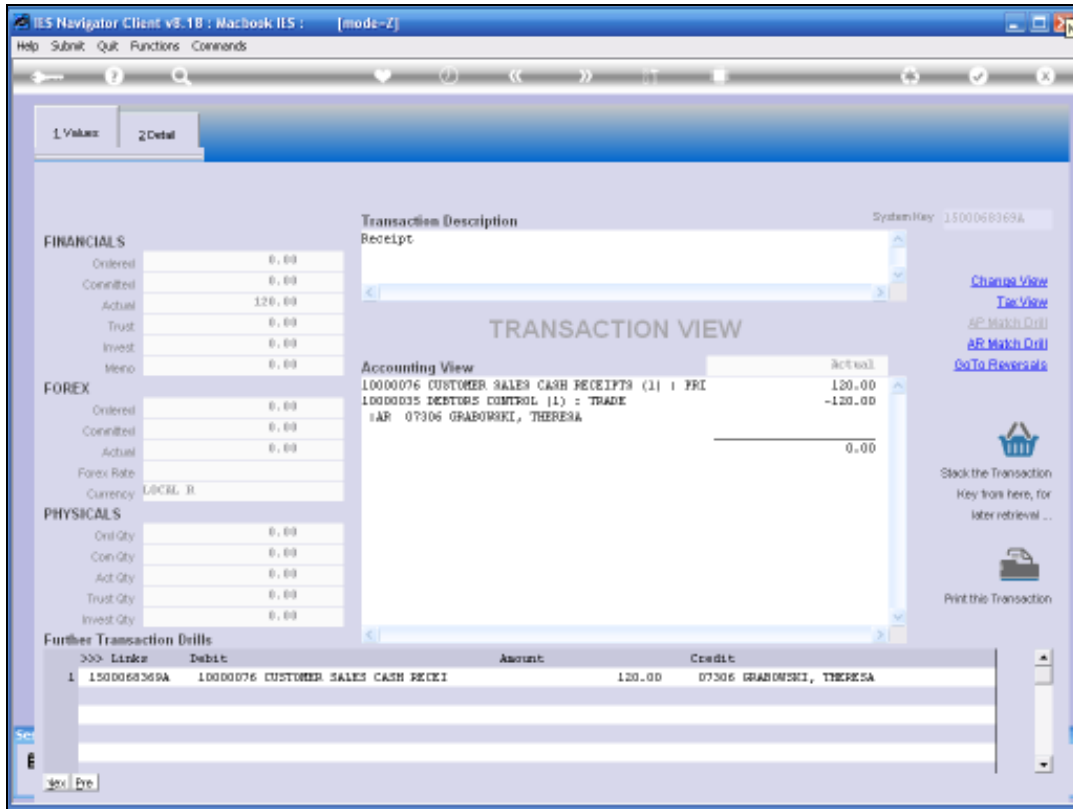 IES Navigator Client v8.18 : Macbook IES : [mode=Z]
Help Submit Quit Functions Commands
1 Values 2 Detail
Transaction Description
System Key 1500068369A
Receipt
FINANCIALS
Ordered 0.00
Committed 0.00
Actual 120.00
Trust 0.00
Invest 0.00
Memo 0.00
FOREX
Ordered 0.00
Committed 0.00
Actual 0.00
Forex Rate
Currency LOCAL R
PHYSICALS
Ord Qty 0.00
Com Qty 0.00
Act Qty 0.00
Trust Qty 0.00
Invest Qty 0.00
TRANSACTION VIEW
Accounting View Actual
10000076 CUSTOMER SALES CASH RECEIPTS (1) : PRI 120.00
10000035 DEBTORS CONTROL (1) : TRADE -120.00
:AR 07306 GRABOWSKI, THERESA
0.00
Change View
Tax View
AP Match Drill
AR Match Drill
GoTo Reversals
Stack the Transaction
Key from here, for
later retrieval ...
Print this Transaction
Further Transaction Drills
>>> Links Debit Amount Credit
1 1500068369A 10000076 CUSTOMER SALES CASH RECEI 120.00 07306 GRABOWSKI, THERESA
Nex Pre